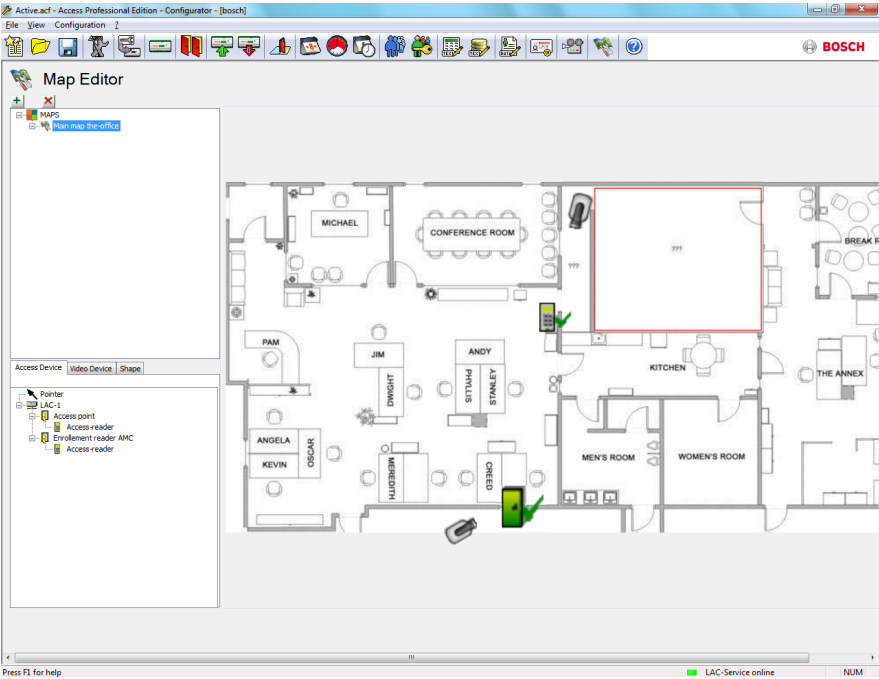 Active.acf - Access Professional Edition - Configurator - [bosch]
File View Configuration ?
BOSCH
Map Editor
MAPS
Main map the-office
Access Device Video Device Shape
Pointer
LAC-1
Access point
Access-reader
Enrollement reader AMC
Access-reader
MICHAEL
CONFERENCE ROOM
???
???
BREAK R
PAM
JIM
ANDY
DWIGHT
PHYLLIS
STANLEY
KITCHEN
THE ANNEX
ANGELA
OSCAR
KEVIN
MEREDITH
CREED
MEN'S ROOM
WOMEN'S ROOM
Press F1 for help
LAC-Service online
NUM